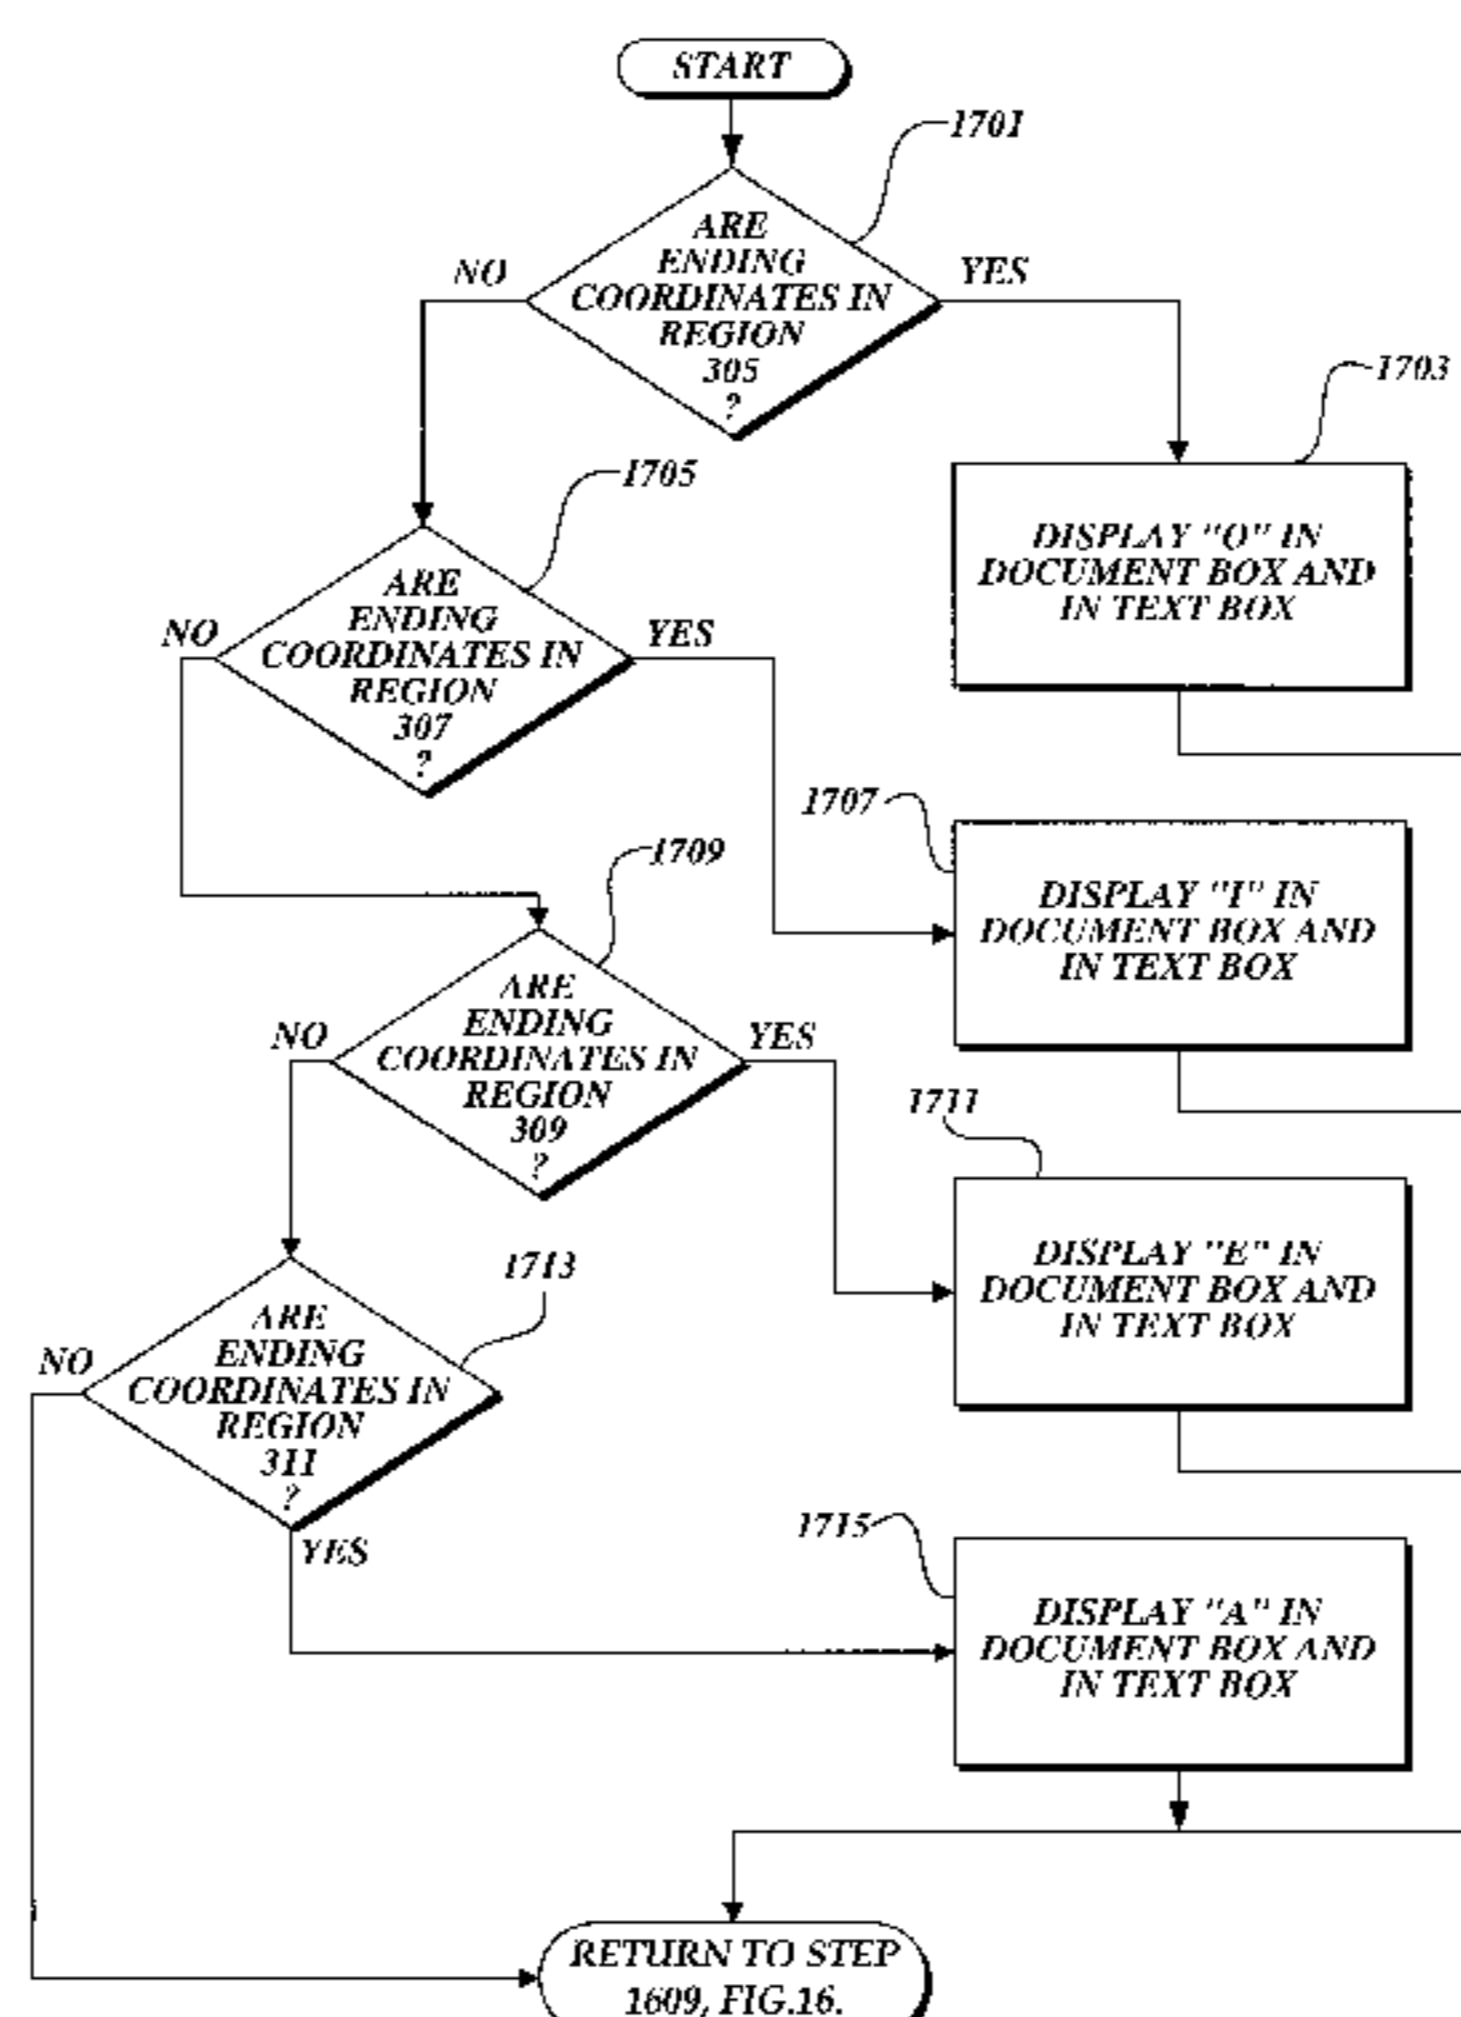 START
1701
ARE
ENDING
COORDINATES IN
REGION
305
?
NO
YES
1703
DISPLAY "O" IN
DOCUMENT BOX AND
IN TEXT BOX
1705
ARE
ENDING
COORDINATES IN
REGION
307
?
NO
YES
1707
DISPLAY "I" IN
DOCUMENT BOX AND
IN TEXT BOX
1709
ARE
ENDING
COORDINATES IN
REGION
309
?
NO
YES
1711
DISPLAY "E" IN
DOCUMENT BOX AND
IN TEXT BOX
1713
ARE
ENDING
COORDINATES IN
REGION
311
?
NO
YES
1715
DISPLAY "A" IN
DOCUMENT BOX AND
IN TEXT BOX
RETURN TO STEP
1609, FIG.16.